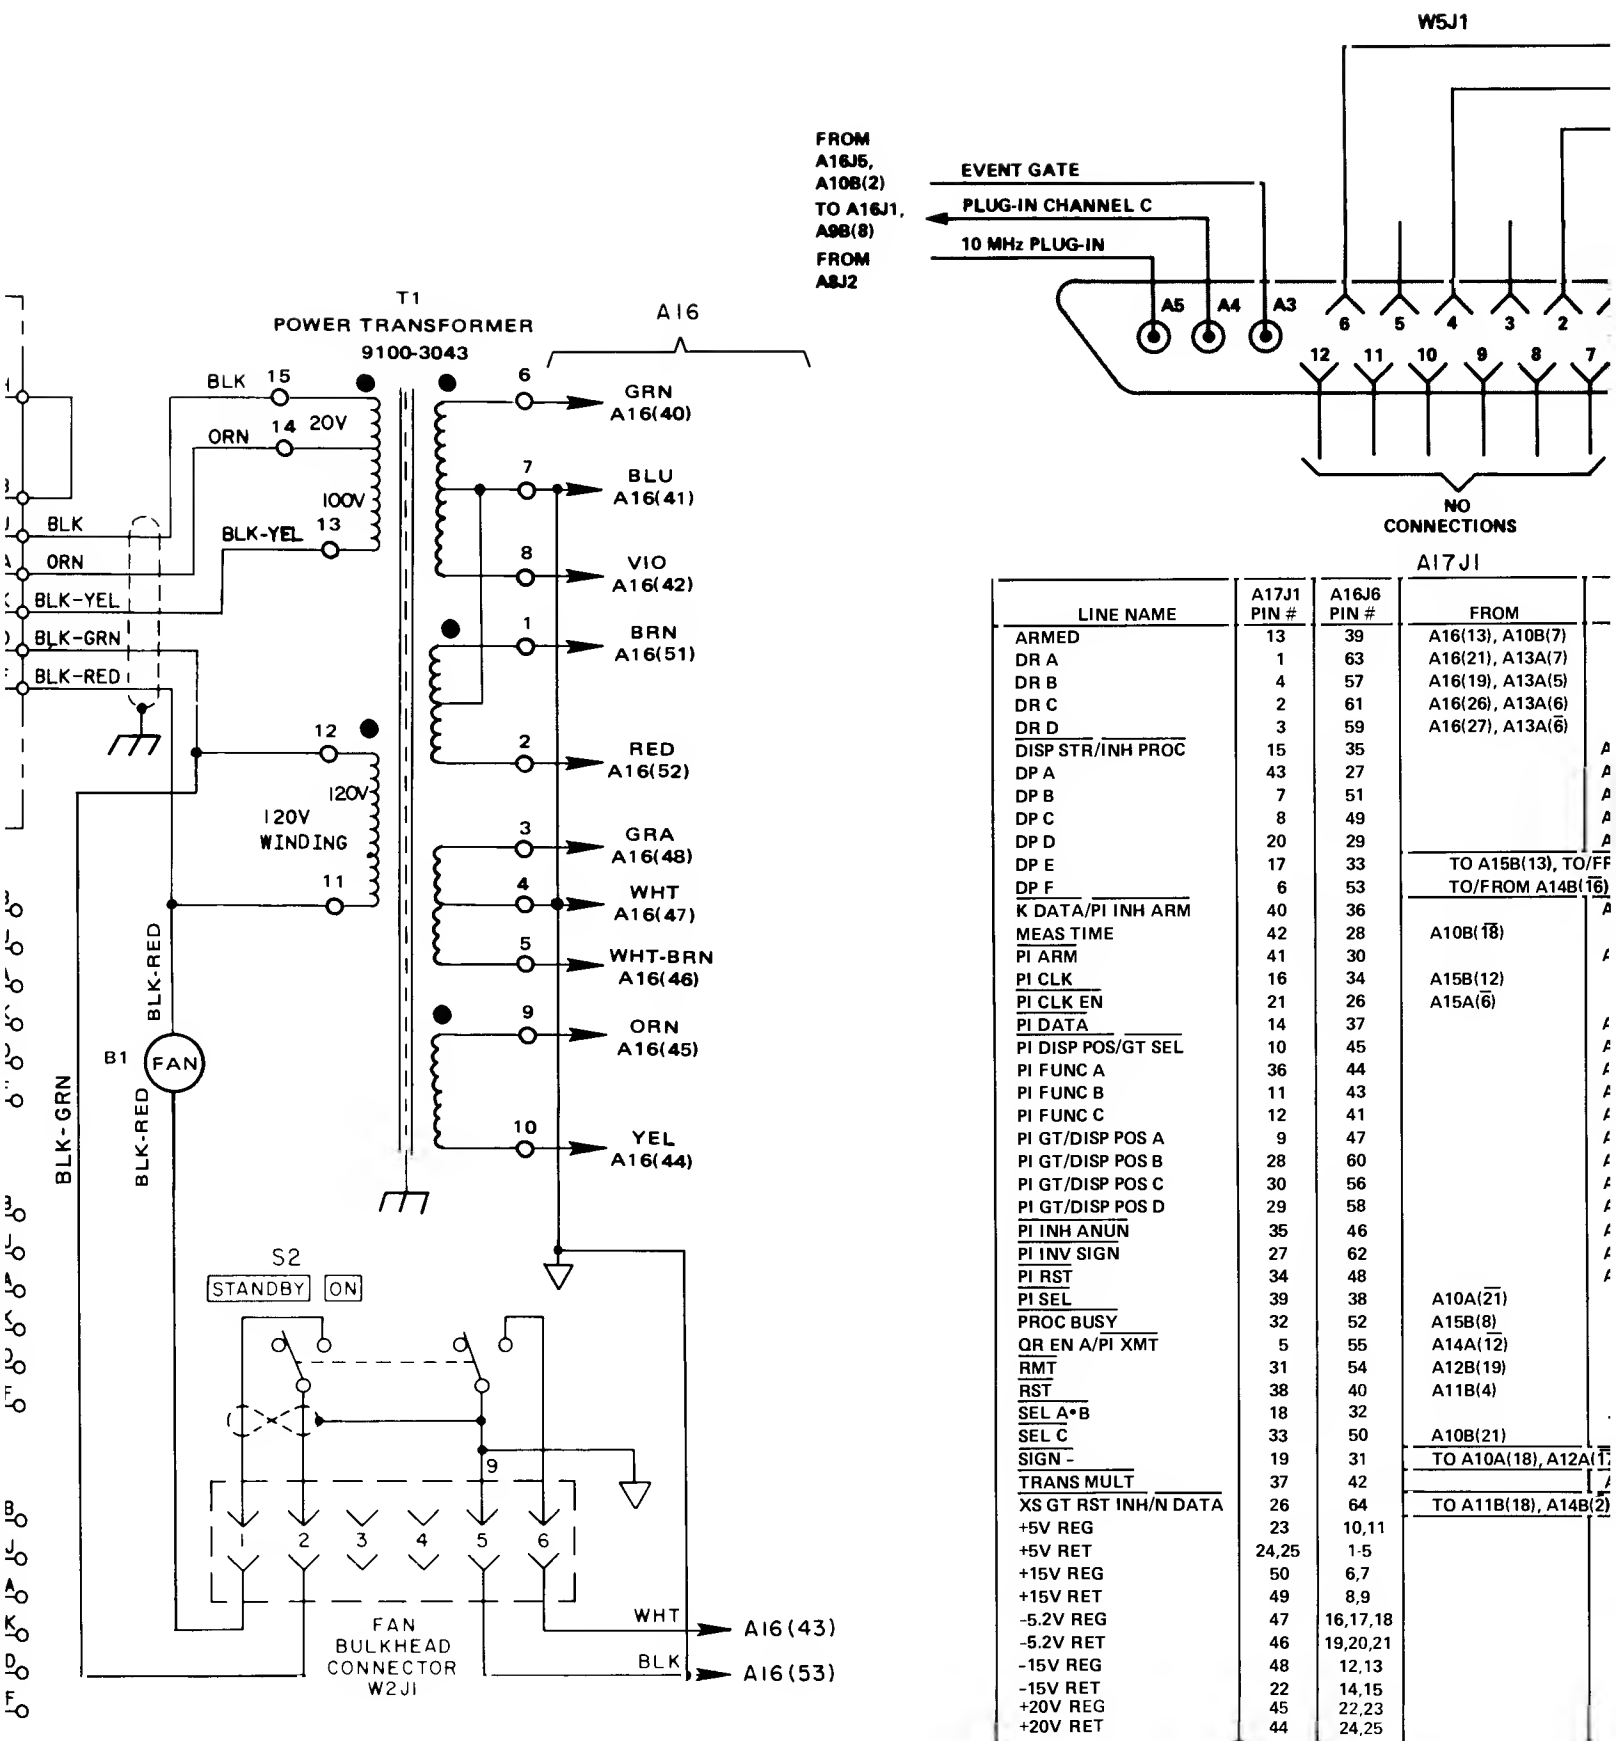 W5J1
FROM
A16J5,
A10B(2)
EVENT GATE
TO A16J1,
A9B(8)
PLUG-IN CHANNEL C
FROM
A8J2
10 MHz PLUG-IN
A5 A4 A3
6 5 4 3 2
12 11 10 9 8 7
NO
CONNECTIONS
T1
POWER TRANSFORMER
9100-3043
A16
BLK 15
ORN 14 20V
100V
BLK-YEL 13
6 GRN
A16(40)
7 BLU
A16(41)
8 VIO
A16(42)
1 BRN
A16(51)
2 RED
A16(52)
3 GRA
A16(48)
4 WHT
A16(47)
5 WHT-BRN
A16(46)
9 ORN
A16(45)
10 YEL
A16(44)
J BLK
A ORN
BLK-YEL
BLK-GRN
BLK-RED
12
120V
120V
WINDING
11
BLK-RED
B1 FAN
BLK-GRN
BLK-RED
S2
STANDBY ON
9
1 2 3 4 5 6
FAN
BULKHEAD
CONNECTOR
W2J1
WHT A16(43)
BLK A16(53)
B
J
A
K
D
F
A17J1
LINE NAME A17J1 PIN # A16J6 PIN # FROM
ARMED 13 39 A16(13), A10B(7)
DR A 1 63 A16(21), A13A(7)
DR B 4 57 A16(19), A13A(5)
DR C 2 61 A16(26), A13A(6)
DR D 3 59 A16(27), A13A(6̅)
DISP STR/INH PROC 15 35
DP A 43 27
DP B 7 51
DP C 8 49
DP D 20 29
DP E 17 33 TO A15B(13), TO/
DP F 6 53 TO/FROM A14B(1̅6̅)
K DATA/PI INH ARM 40 36
MEAS TIME 42 28 A10B(1̅8̅)
PI ARM 41 30
PI CLK 16 34 A15B(12)
PI CLK EN 21 26 A15A(6̅)
PI DATA 14 37
PI DISP POS/GT SEL 10 45
PI FUNC A 36 44
PI FUNC B 11 43
PI FUNC C 12 41
PI GT/DISP POS A 9 47
PI GT/DISP POS B 28 60
PI GT/DISP POS C 30 56
PI GT/DISP POS D 29 58
PI INH ANUN 35 46
PI INV SIGN 27 62
PI RST 34 48
PI SEL 39 38 A10A(2̅1̅)
PROC BUSY 32 52 A15B(8)
QR EN A/PI XMT 5 55 A14A(1̅2̅)
RMT 31 54 A12B(19)
RST 38 40 A11B(4)
SEL A•B 18 32
SEL C 33 50 A10B(21)
SIGN - 19 31 TO A10A(18), A12A(
TRANS MULT 37 42
XS GT RST INH/N DATA 26 64 TO A11B(18), A14B(2̅)
+5V REG 23 10,11
+5V RET 24,25 1-5
+15V REG 50 6,7
+15V RET 49 8,9
-5.2V REG 47 16,17,18
-5.2V RET 46 19,20,21
-15V REG 48 12,13
-15V RET 22 14,15
+20V REG 45 22,23
+20V RET 44 24,25